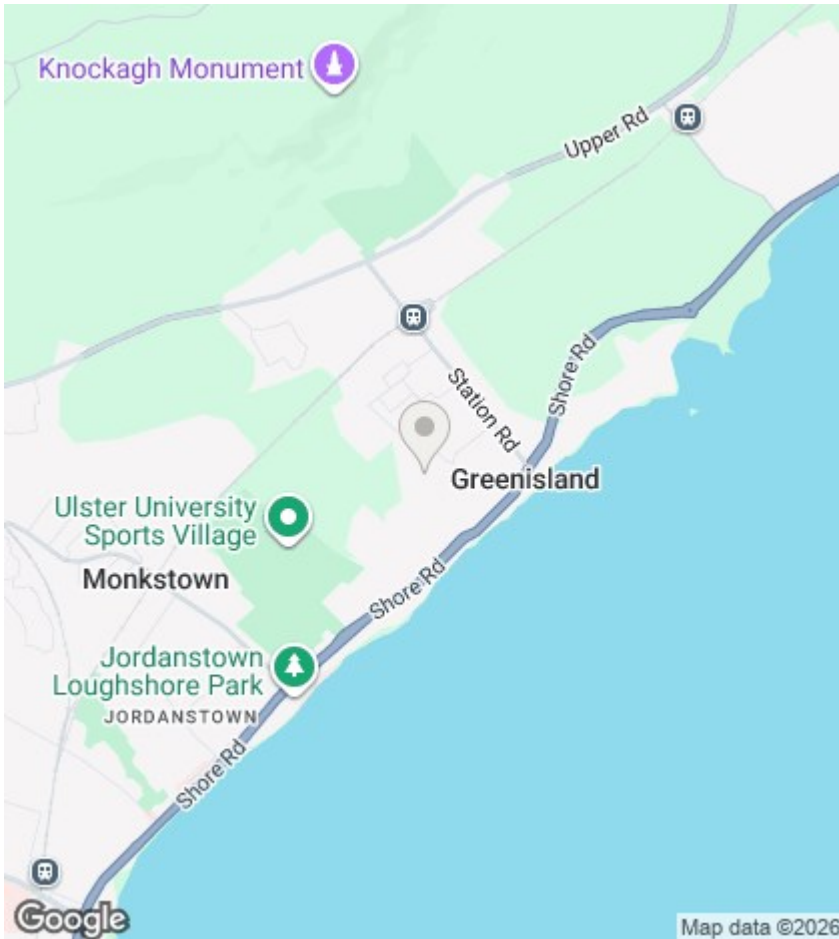 Knockagh Monument
Upper Rd
Shore Rd
Station Rd
Greenisland
Ulster University
Sports Village
Monkstown
Shore Rd
Jordanstown
Loughshore Park
JORDANSTOWN
Shore Rd
Google
Map data ©2026